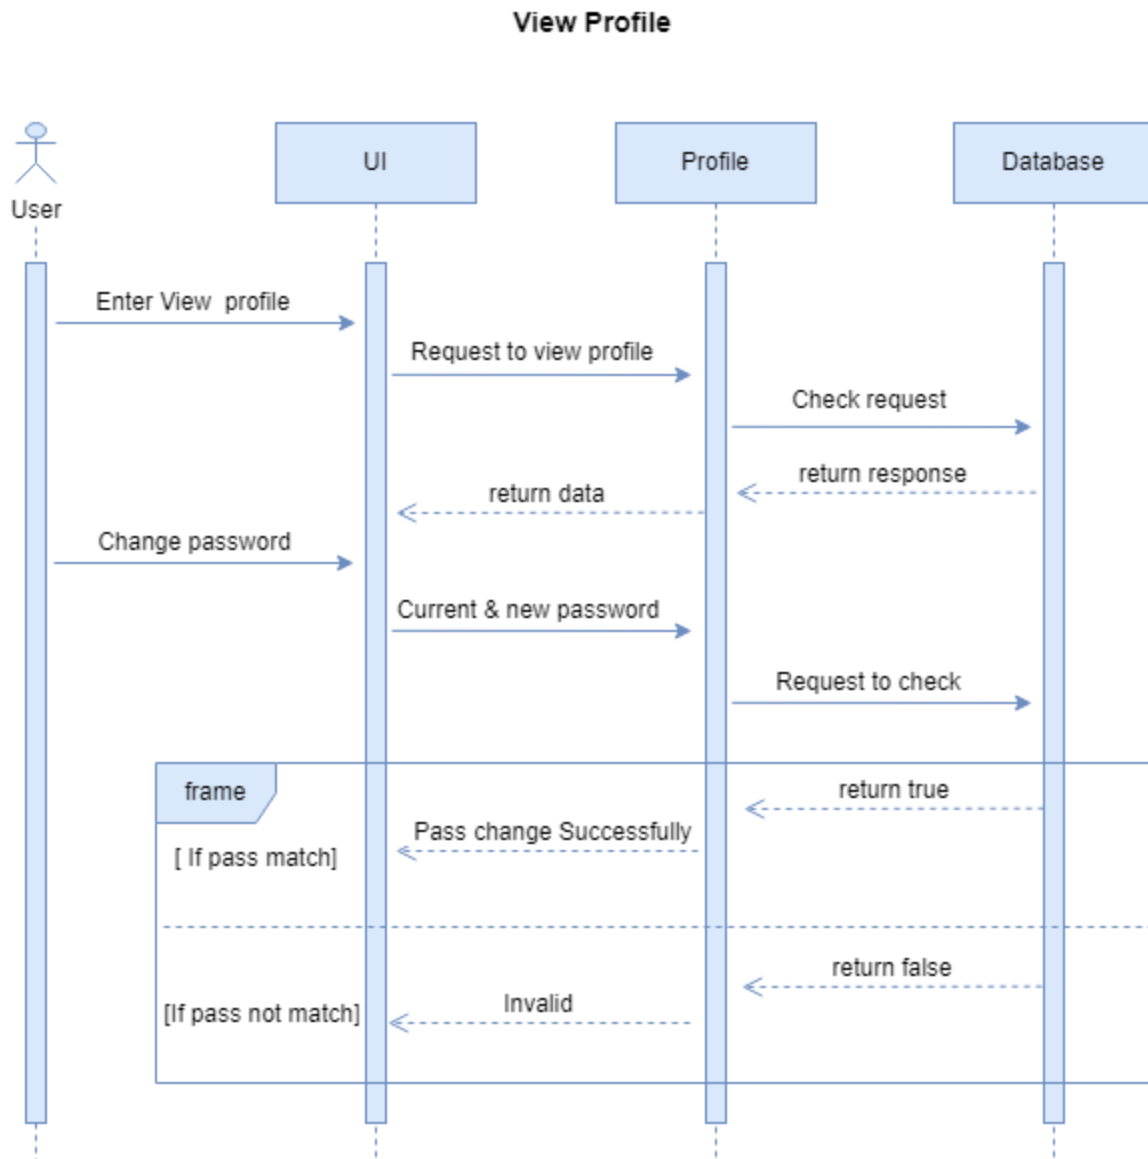 View Profile
User
UI
Profile
Database
Enter View  profile
Request to view profile
Check request
return response
return data
Change password
Current & new password
Request to check
frame
return true
Pass change Successfully
[ If pass match]
return false
Invalid
[If pass not match]